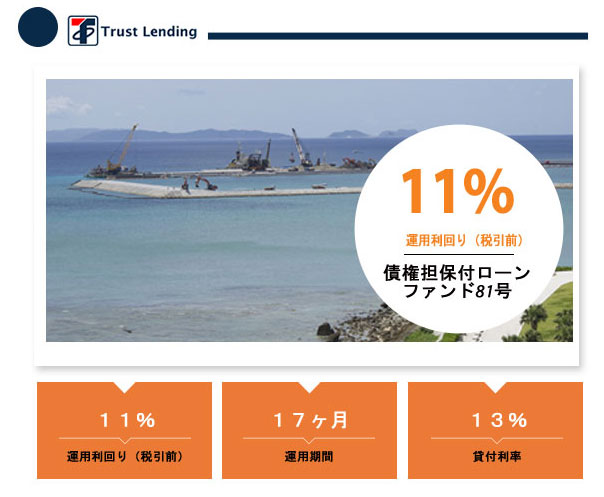 Trust Lending
11%
運用利回り（税引前）
債権担保付ローン
ファンド81号
１１％
運用利回り（税引前）
１７ヶ月
運用期間
１３％
貸付利率